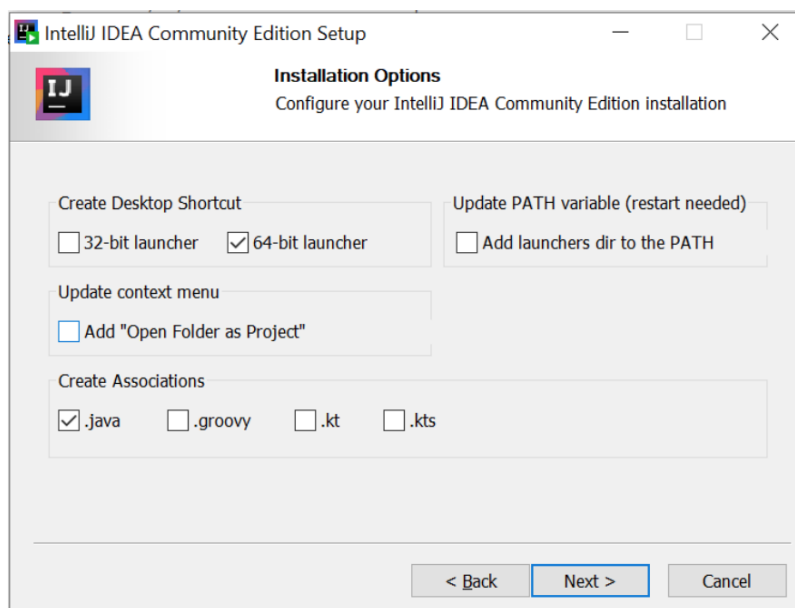 IntelliJ IDEA Community Edition Setup
IJ
Installation Options
Configure your IntelliJ IDEA Community Edition installation
Create Desktop Shortcut
32-bit launcher 64-bit launcher
Update PATH variable (restart needed)
Add launchers dir to the PATH
Update context menu
Add "Open Folder as Project"
Create Associations
.java .groovy .kt .kts
< Back Next > Cancel